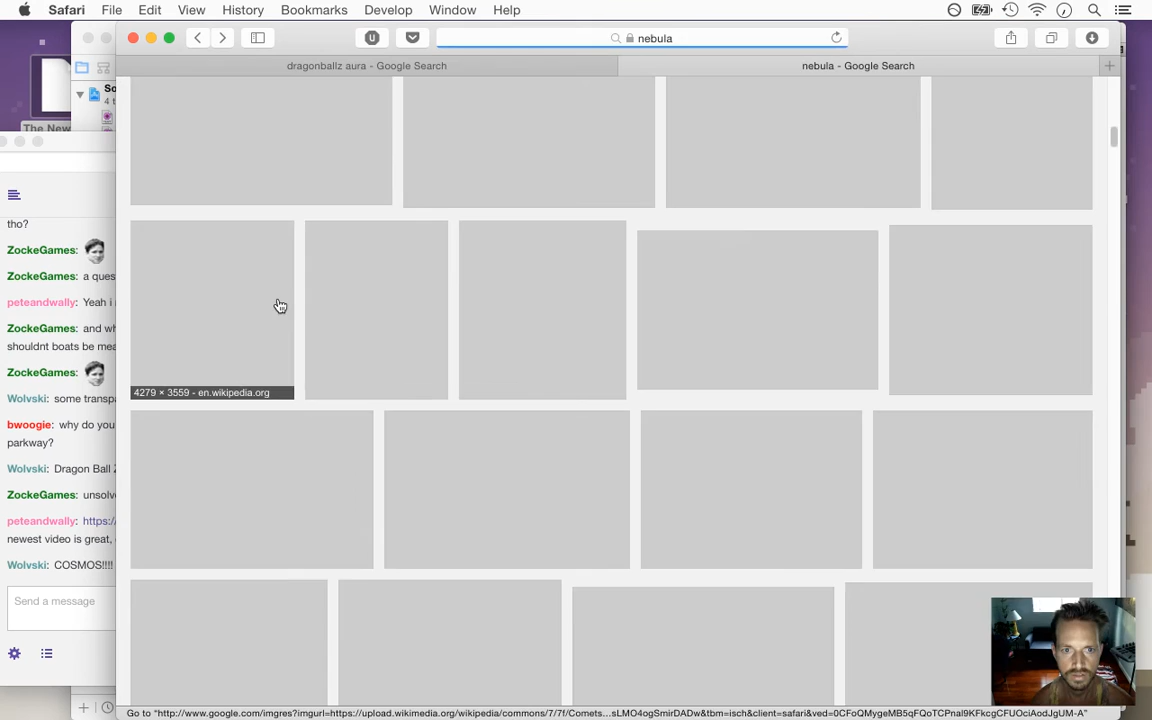 Safari File Edit View History Bookmarks Develop Window Help
nebula
dragonballz aura - Google Search
nebula - Google Search
So
4 t
The New
tho?
ZockeGames:
ZockeGames: a ques
peteandwally: Yeah i
ZockeGames: and wh
shouldnt boats be mea
ZockeGames:
Wolvski: some transpa
bwoogie: why do you
parkway?
Wolvski: Dragon Ball Z
ZockeGames: unsolve
peteandwally: https:/
newest video is great,
Wolvski: COSMOS!!!!
Send a message
4279 × 3559 - en.wikipedia.org
Go to "http://www.google.com/imgres?imgurl=https://upload.wikimedia.org/wikipedia/commons/7/7f/Comets...sLMO4ogSmirDADw&tbm=isch&client=safari&ved=0CFoQMygeMB5qFQoTCPnal9KFkcgCFUOciAodJgUM-A"